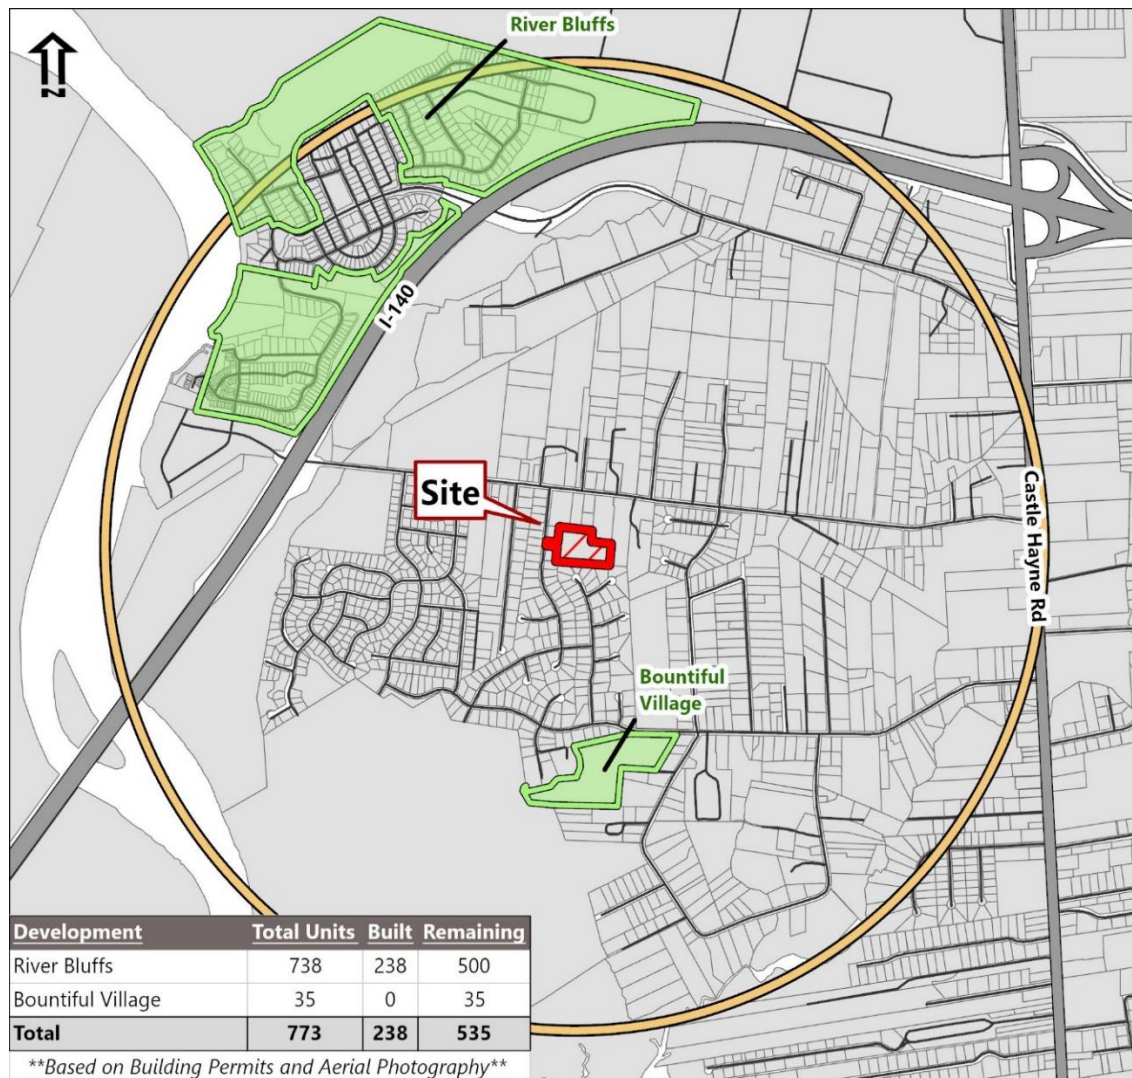 River Bluffs
N
I-140
Site
Castle Hayne Rd
Bountiful
Village
Development Total Units Built Remaining
River Bluffs 738 238 500
Bountiful Village 35 0 35
Total 773 238 535
**Based on Building Permits and Aerial Photography**